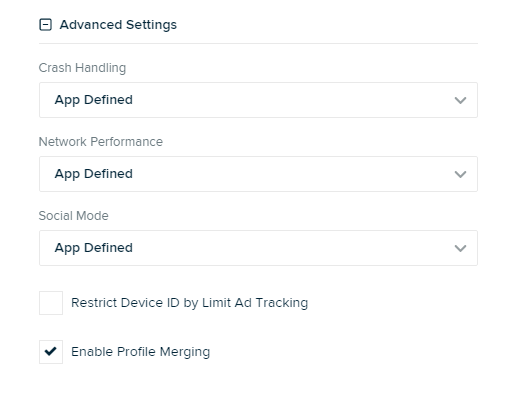 Advanced Settings
Crash Handling
App Defined
Network Performance
App Defined
Social Mode
App Defined
Restrict Device ID by Limit Ad Tracking
Enable Profile Merging